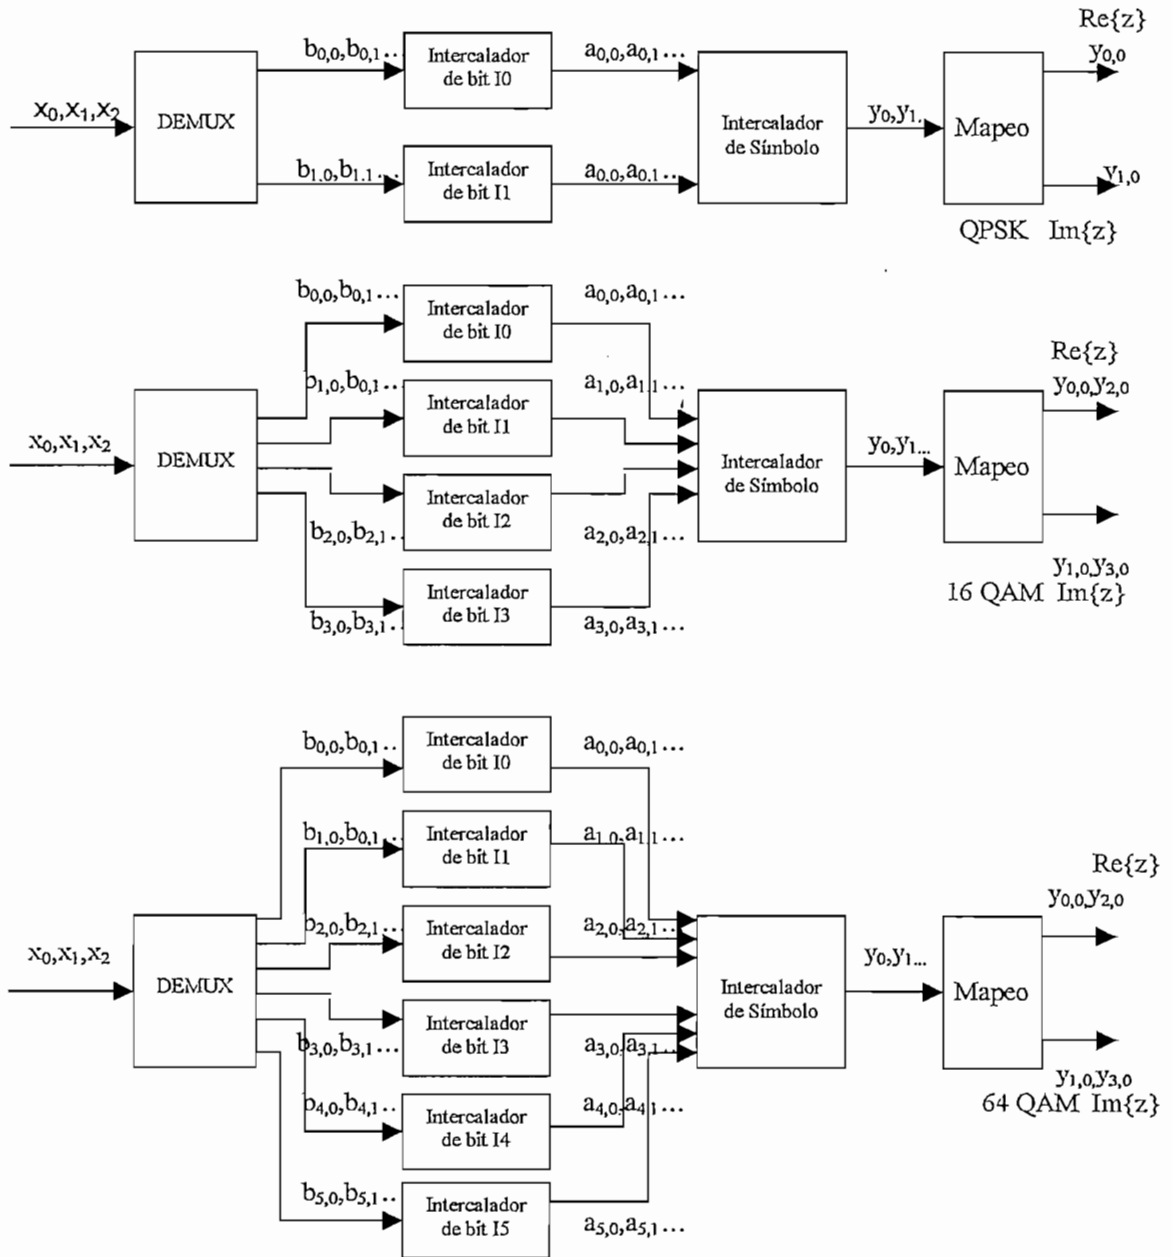 Re{z}
b0,0,b0,1...
Intercalador
de bit I0
a0,0,a0,1...
y0,0
x0,x1,x2
DEMUX
Intercalador
de Símbolo
y0,y1.
Mapeo
b1,0,b1,1...
Intercalador
de bit I1
a0,0,a0,1...
y1,0
QPSK Im{z}
b0,0,b0,1...
Intercalador
de bit I0
a0,0,a0,1...
Re{z}
b1,0,b0,1...
Intercalador
de bit I1
a1,0,a1,1...
y0,0,y2,0
x0,x1,x2
DEMUX
Intercalador
de Símbolo
y0,y1...
Mapeo
Intercalador
de bit I2
b2,0,b2,1..
a2,0,a2,1...
y1,0,y3,0
16 QAM Im{z}
Intercalador
de bit I3
b3,0,b3,1..
a3,0,a3,1...
b0,0,b0,1..
Intercalador
de bit I0
a0,0,a0,1...
b1,0,b0,1...
Intercalador
de bit I1
a1,0,a1,1...
Re{z}
y0,0,y2,0
b2,0,b2,1..
Intercalador
de bit I2
a2,0,a2,1...
x0,x1,x2
DEMUX
Intercalador
de Símbolo
y0,y1...
Mapeo
b3,0,b3,1...
Intercalador
de bit I3
a3,0,a3,1...
y1,0,y3,0
64 QAM Im{z}
b4,0,b4,1..
Intercalador
de bit I4
a4,0,a4,1...
b5,0,b5,1..
Intercalador
de bit I5
a5,0,a5,1...